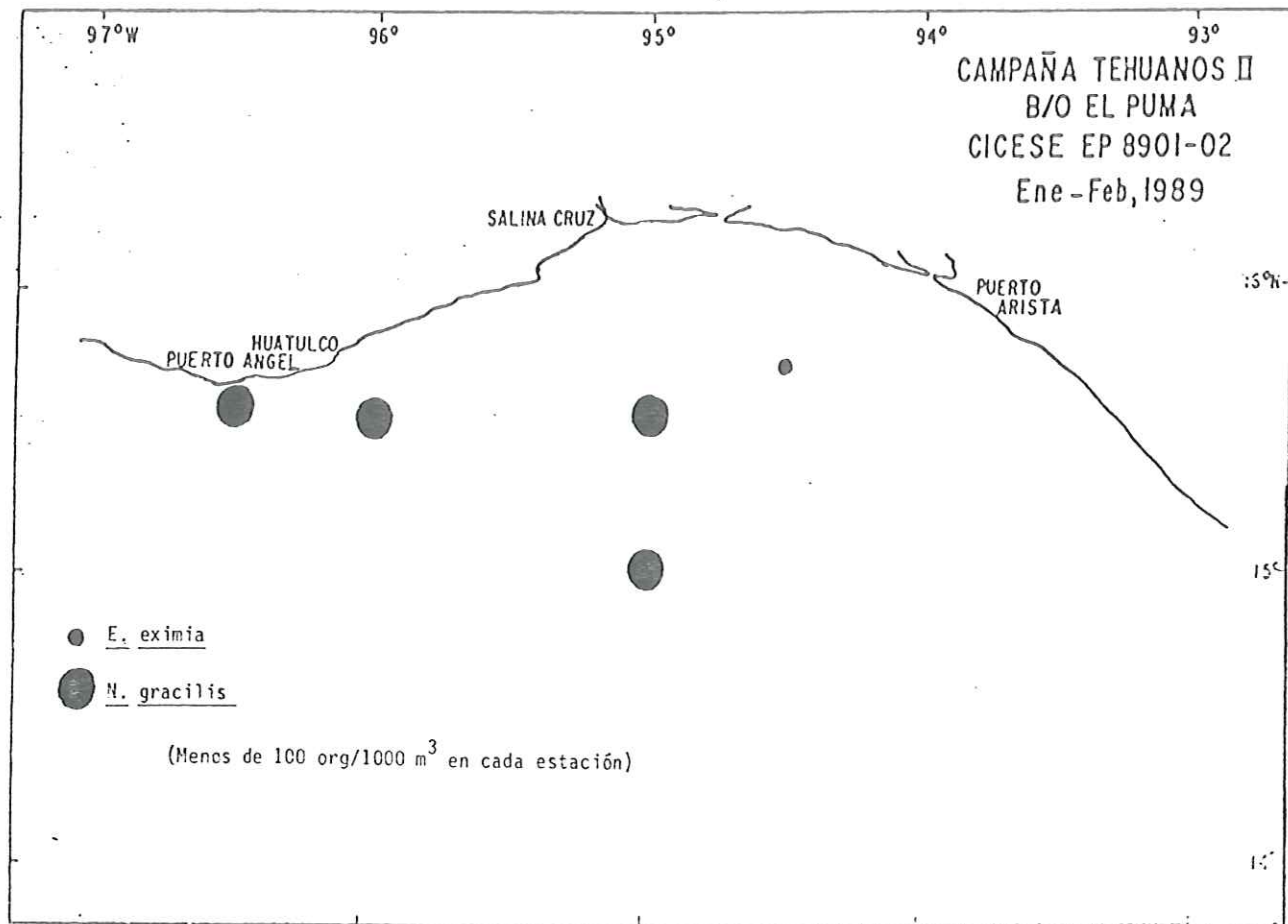 97°W 96° 95° 94° 93°
CAMPAÑA TEHUANOS II
B/O EL PUMA
CICESE EP 8901-02
Ene-Feb, 1989
SALINA CRUZ
PUERTO
ARISTA
HUATULCO
PUERTO ANGEL
15°
E. eximia
N. gracilis
(Menos de 100 org/1000 m³ en cada estación)